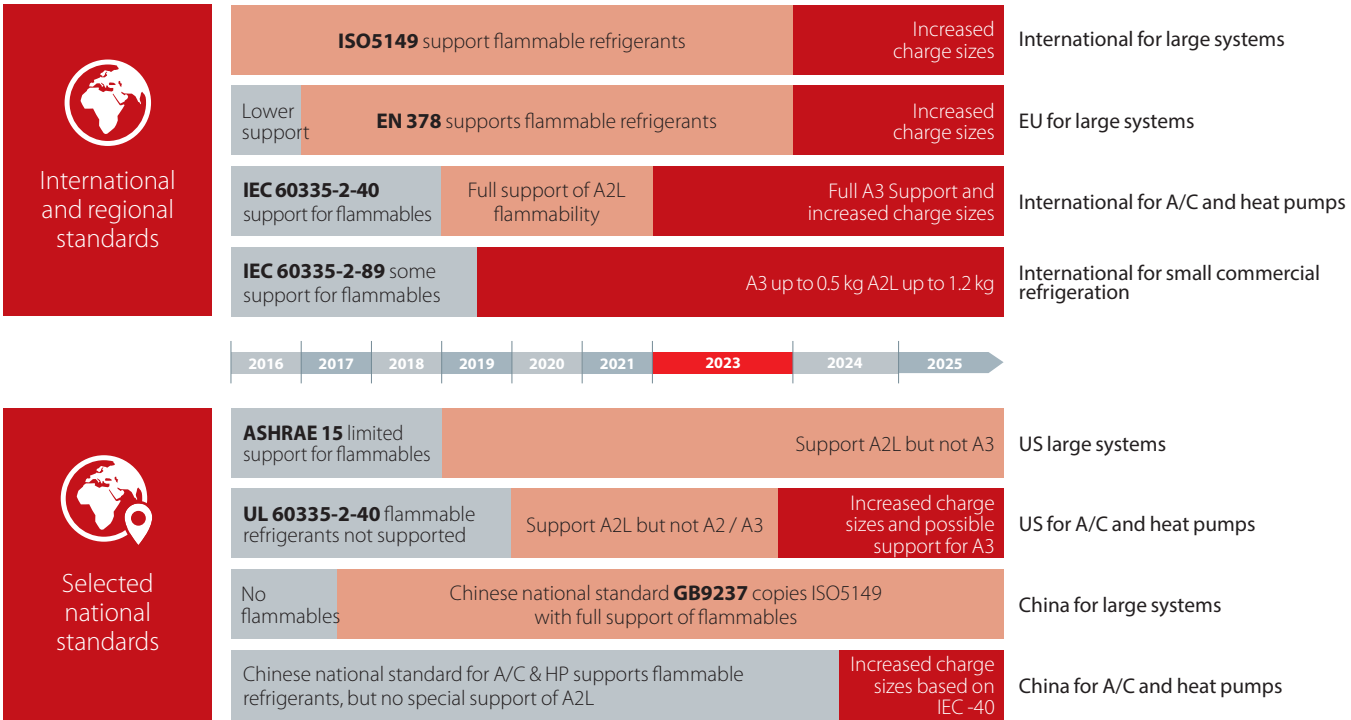 International
and regional
standards
ISO5149 support flammable refrigerants
Increased
charge sizes
International for large systems
Lower
support
EN 378 supports flammable refrigerants
Increased
charge sizes
EU for large systems
IEC 60335-2-40
support for flammables
Full support of A2L
flammability
Full A3 Support and
increased charge sizes
International for A/C and heat pumps
IEC 60335-2-89 some
support for flammables
A3 up to 0.5 kg A2L up to 1.2 kg
International for small commercial
refrigeration
2016 2017 2018 2019 2020 2021 2023 2024 2025
Selected
national
standards
ASHRAE 15 limited
support for flammables
Support A2L but not A3
US large systems
UL 60335-2-40 flammable
refrigerants not supported
Support A2L but not A2 / A3
Increased charge
sizes and possible
support for A3
US for A/C and heat pumps
No
flammables
Chinese national standard GB9237 copies ISO5149
with full support of flammables
China for large systems
Chinese national standard for A/C & HP supports flammable
refrigerants, but no special support of A2L
Increased charge
sizes based on
IEC -40
China for A/C and heat pumps